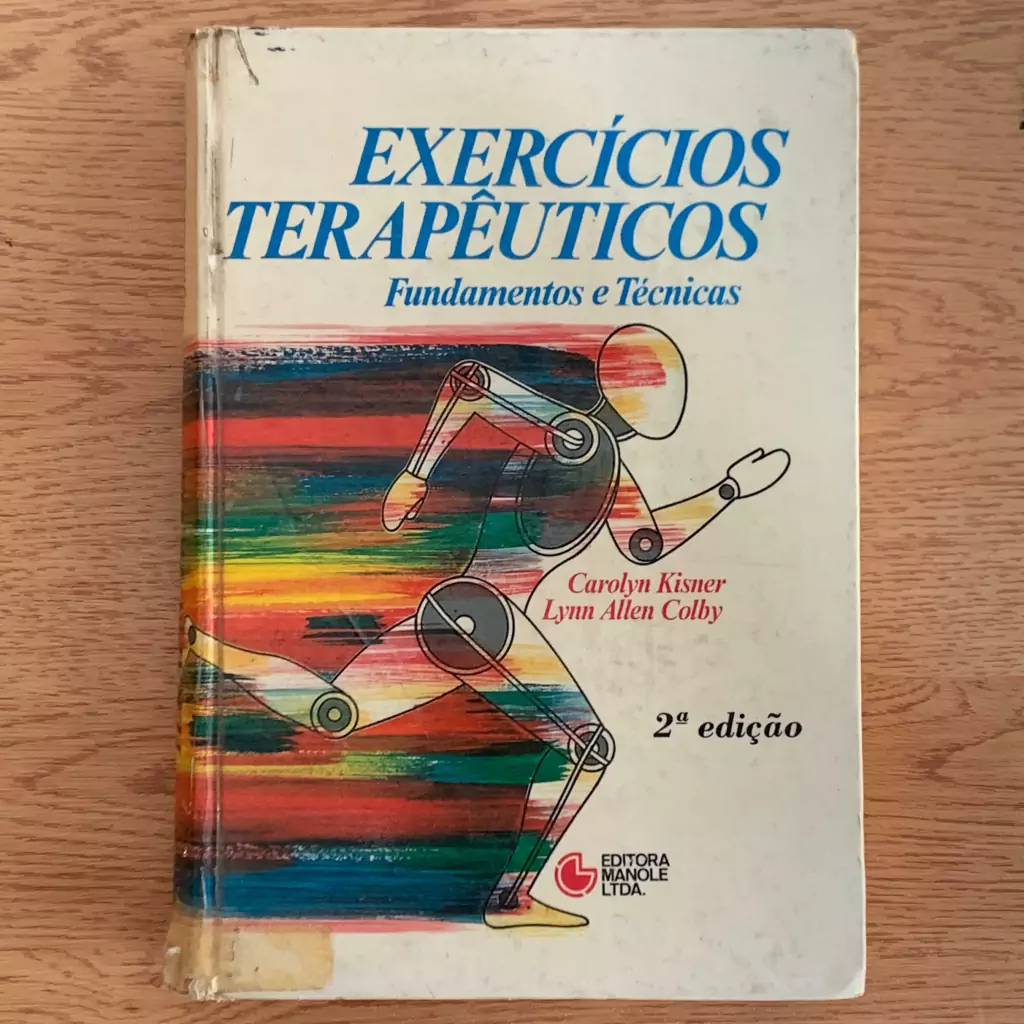 EXERCÍCIOS
TERAPÊUTICOS
Fundamentos e Técnicas
Carolyn Kisner
Lynn Allen Colby
2ª edição
EDITORA
MANOLE
LTDA.